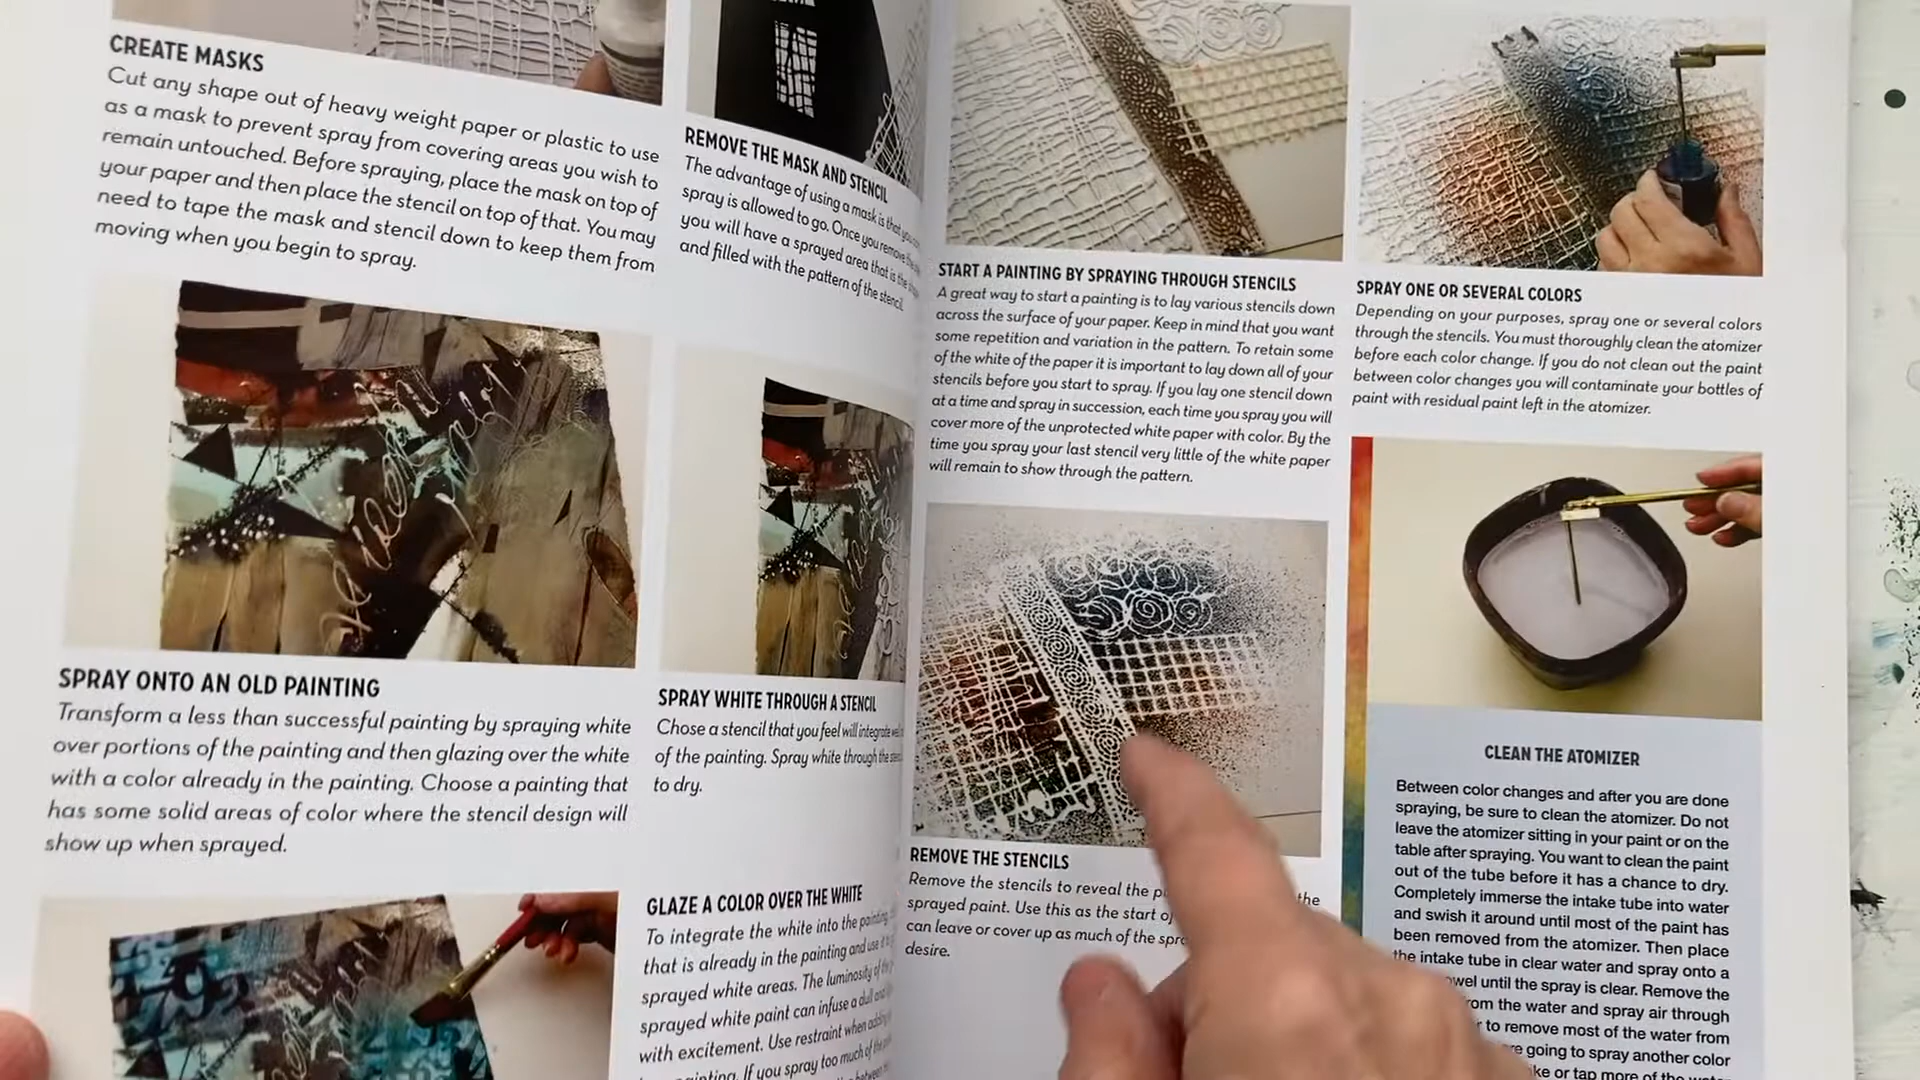 CREATE MASKS
Cut any shape out of heavy weight paper or plastic to use
as a mask to prevent spray from covering areas you wish to
remain untouched. Before spraying, place the mask on top of
your paper and then place the stencil on top of that. You may
need to tape the mask and stencil down to keep them from
moving when you begin to spray.
REMOVE THE MASK AND STENCIL
The advantage of using a mask is that you
spray is allowed to go. Once you remove the
you will have a sprayed area that is the
and filled with the pattern of the stencil.
SPRAY ONTO AN OLD PAINTING
Transform a less than successful painting by spraying white
over portions of the painting and then glazing over the white
with a color already in the painting. Choose a painting that
has some solid areas of color where the stencil design will
show up when sprayed.
SPRAY WHITE THROUGH A STENCIL
Chose a stencil that you feel will integrate
of the painting. Spray white through the
to dry.
GLAZE A COLOR OVER THE WHITE
To integrate the white into the painting,
that is already in the painting and use it
sprayed white areas. The luminosity of the
sprayed white paint can infuse a dull
with excitement. Use restraint when adding
painting. If you spray too much of the
START A PAINTING BY SPRAYING THROUGH STENCILS
A great way to start a painting is to lay various stencils down
across the surface of your paper. Keep in mind that you want
some repetition and variation in the pattern. To retain some
of the white of the paper it is important to lay down all of your
stencils before you start to spray. If you lay one stencil down
at a time and spray in succession, each time you spray you will
cover more of the unprotected white paper with color. By the
time you spray your last stencil very little of the white paper
will remain to show through the pattern.
REMOVE THE STENCILS
Remove the stencils to reveal the p the
sprayed paint. Use this as the start of
can leave or cover up as much of the spr
desire.
SPRAY ONE OR SEVERAL COLORS
Depending on your purposes, spray one or several colors
through the stencils. You must thoroughly clean the atomizer
before each color change. If you do not clean out the paint
between color changes you will contaminate your bottles of
paint with residual paint left in the atomizer.
CLEAN THE ATOMIZER
Between color changes and after you are done
spraying, be sure to clean the atomizer. Do not
leave the atomizer sitting in your paint or on the
table after spraying. You want to clean the paint
out of the tube before it has a chance to dry.
Completely immerse the intake tube into water
and swish it around until most of the paint has
been removed from the atomizer. Then place
the intake tube in clear water and spray onto a
owel until the spray is clear. Remove the
rom the water and spray air through
to remove most of the water from
re going to spray another color
ke or tap more of the water